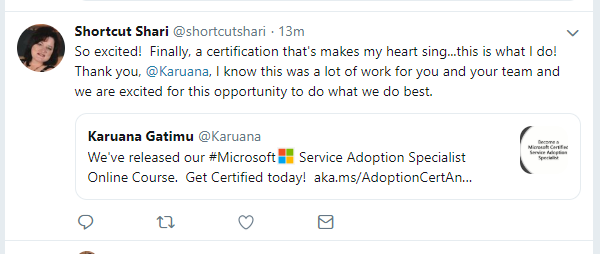 Shortcut Shari @shortcutshari · 13m
So excited!  Finally, a certification that's makes my heart sing...this is what I do!
Thank you, @Karuana, I know this was a lot of work for you and your team and
we are excited for this opportunity to do what we do best.
Karuana Gatimu @Karuana
We've released our #Microsoft Service Adoption Specialist
Online Course.  Get Certified today!  aka.ms/AdoptionCertAn...
Become a
Microsoft Certified
Service Adoption
Specialist